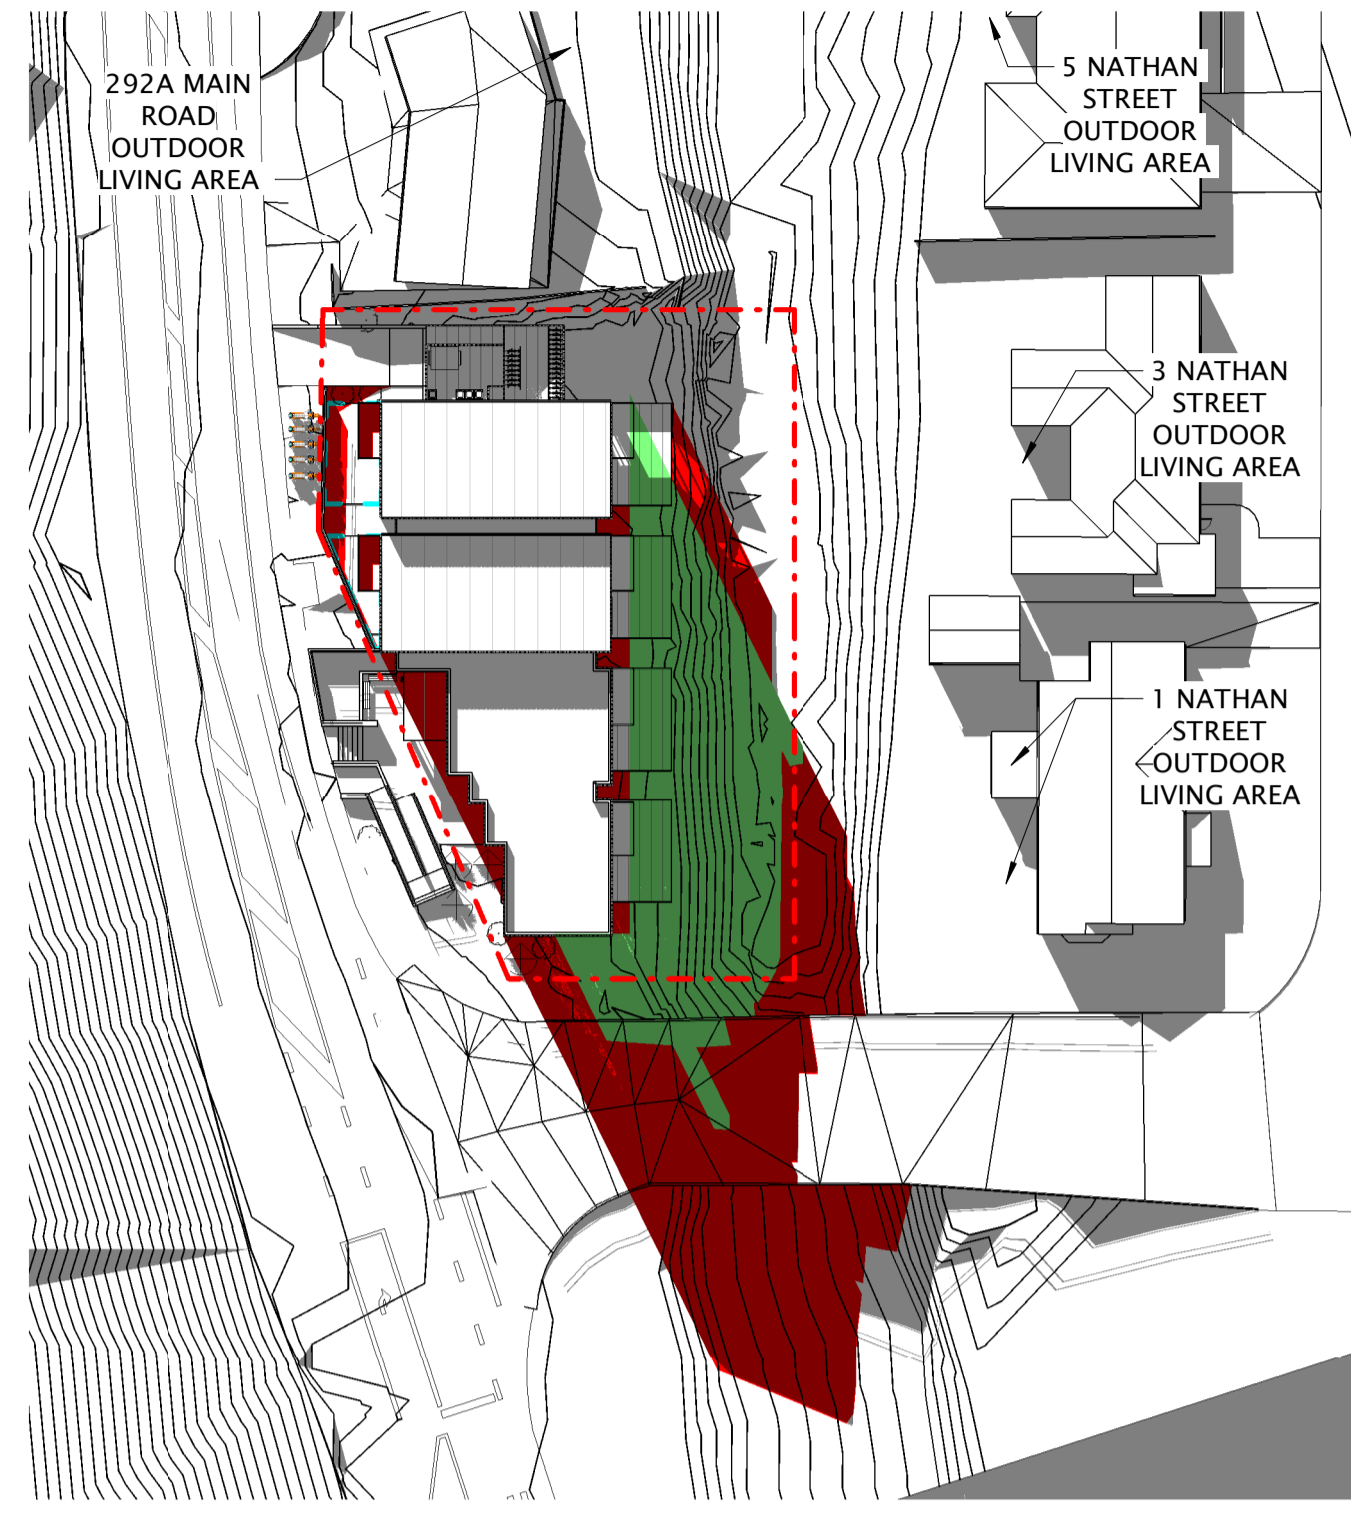 292A MAIN
ROAD
OUTDOOR
LIVING AREA
5 NATHAN
STREET
OUTDOOR
LIVING AREA
3 NATHAN
STREET
OUTDOOR
LIVING AREA
1 NATHAN
STREET
OUTDOOR
LIVING AREA